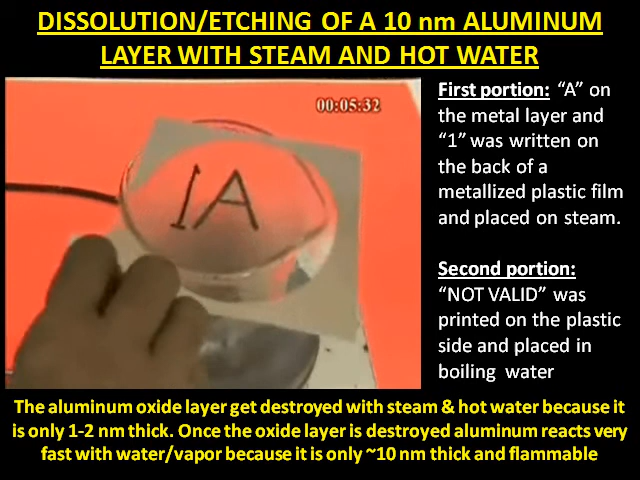 DISSOLUTION/ETCHING OF A 10 nm ALUMINUM
LAYER WITH STEAM AND HOT WATER
00:05:32
1A
First portion: “A” on
the metal layer and
“1” was written on
the back of a
metallized plastic film
and placed on steam.
Second portion:
“NOT VALID” was
printed on the plastic
side and placed in
boiling water
The aluminum oxide layer get destroyed with steam & hot water because it
is only 1-2 nm thick. Once the oxide layer is destroyed aluminum reacts very
fast with water/vapor because it is only ~10 nm thick and flammable